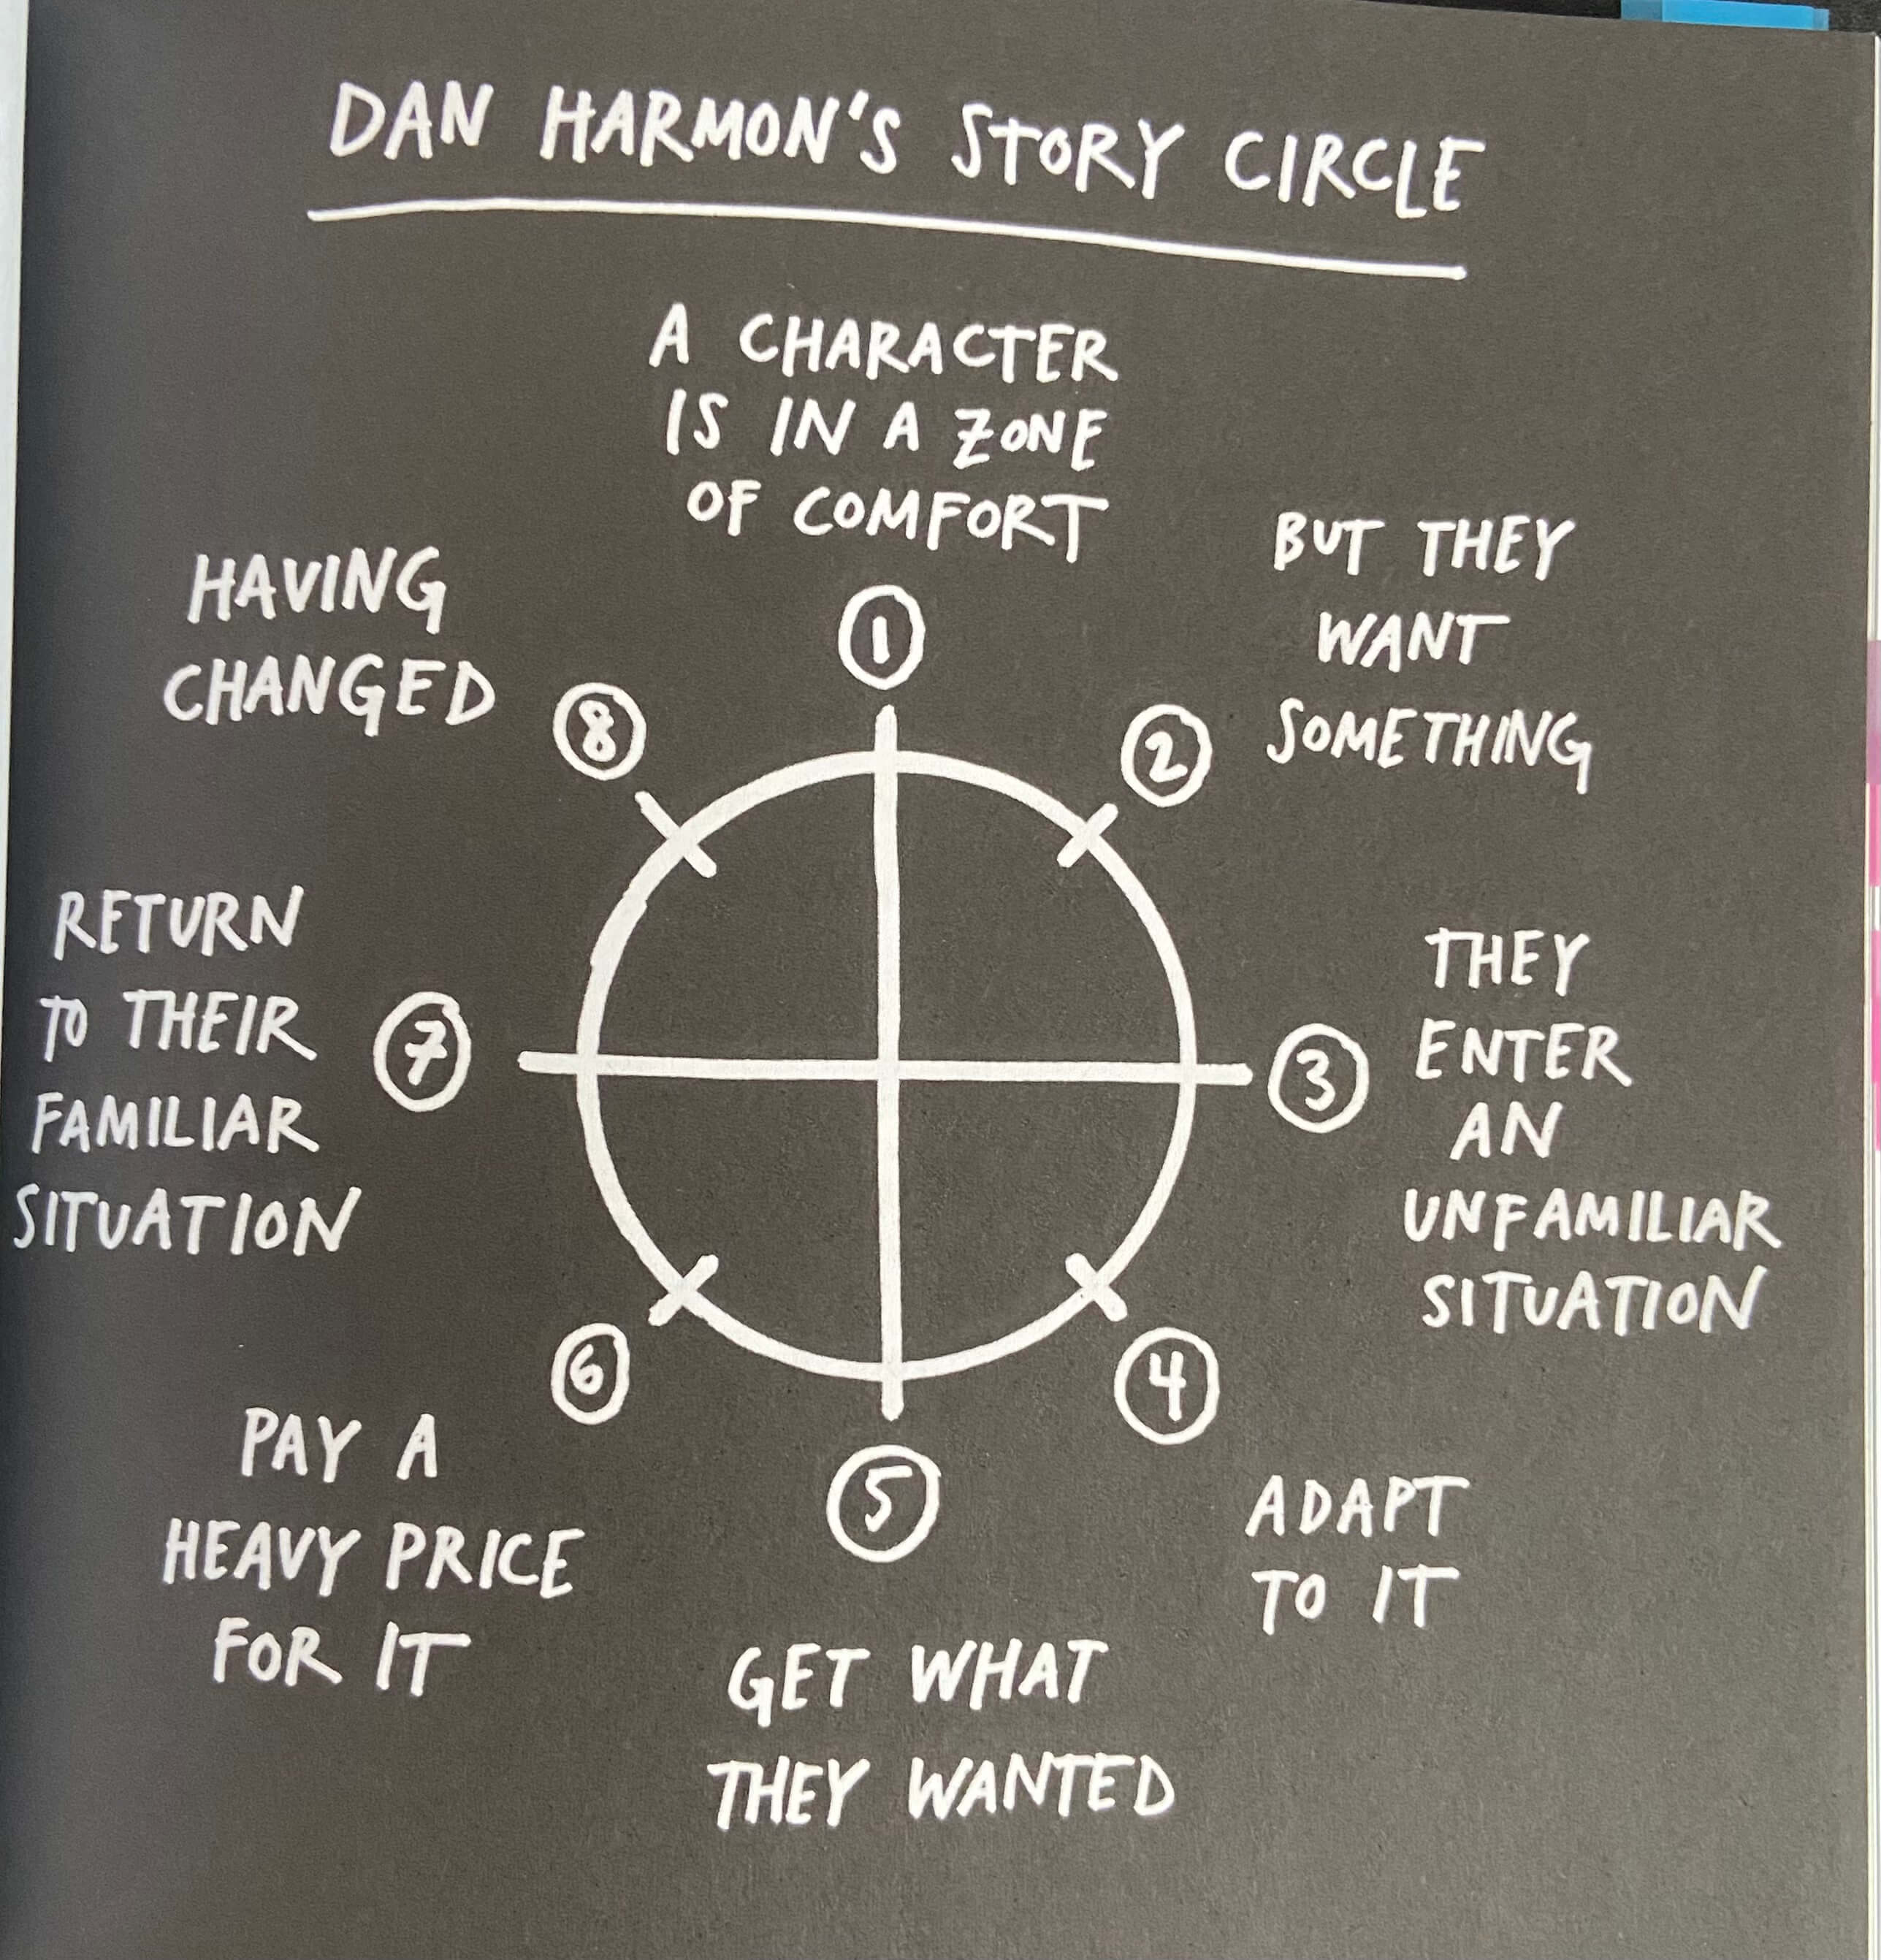 DAN HARMON'S STORY CIRCLE
A CHARACTER
IS IN A ZONE
OF COMFORT
1
BUT THEY
WANT
SOMETHING
2
THEY
ENTER
AN
UNFAMILIAR
SITUATION
3
ADAPT
TO IT
4
5
GET WHAT
THEY WANTED
6
PAY A
HEAVY PRICE
FOR IT
RETURN
TO THEIR
FAMILIAR
SITUATION
7
HAVING
CHANGED
8